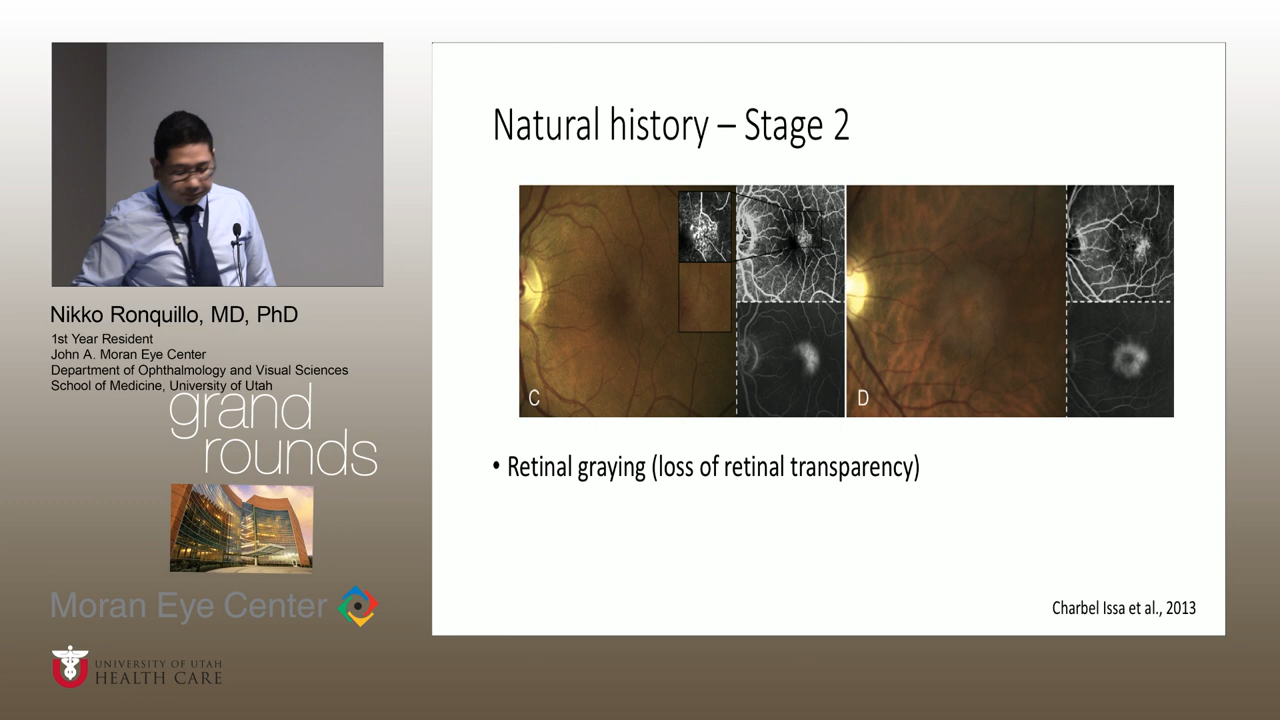 Nikko Ronquillo, MD, PhD
1st Year Resident
John A. Moran Eye Center
Department of Ophthalmology and Visual Sciences
School of Medicine, University of Utah
grand
rounds
Moran Eye Center
UNIVERSITY OF UTAH
HEALTH CARE
Natural history – Stage 2
C
D
• Retinal graying (loss of retinal transparency)
Charbel Issa et al., 2013